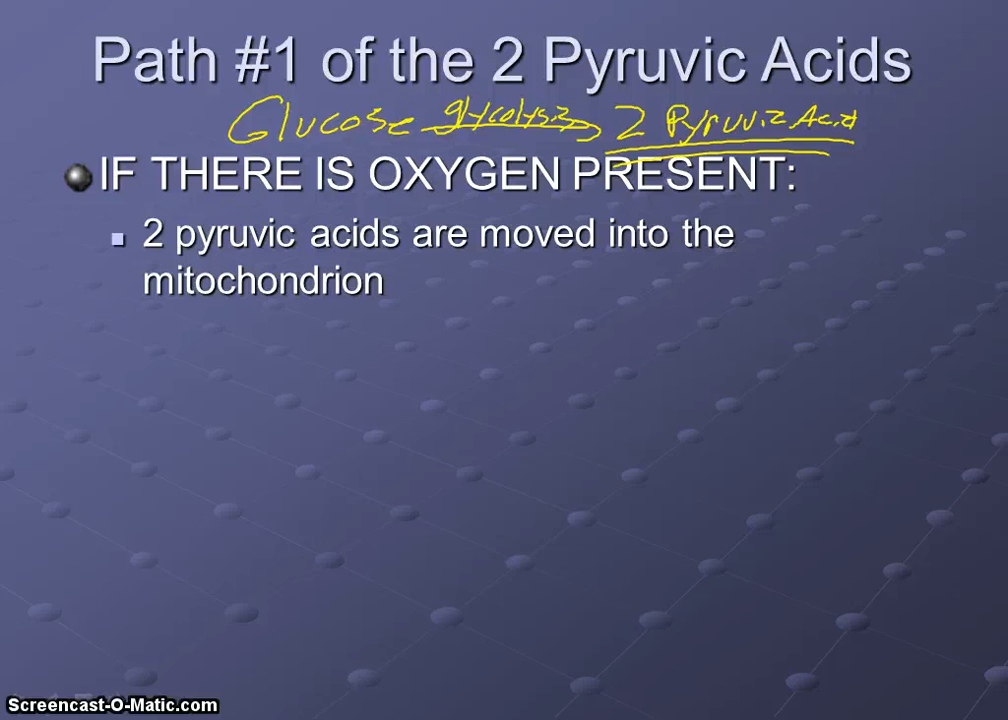 Path #1 of the 2 Pyruvic Acids
Glucose glycolysis 2 Pyruvic Acid
IF THERE IS OXYGEN PRESENT:
2 pyruvic acids are moved into the
mitochondrion
Screencast-O-Matic.com